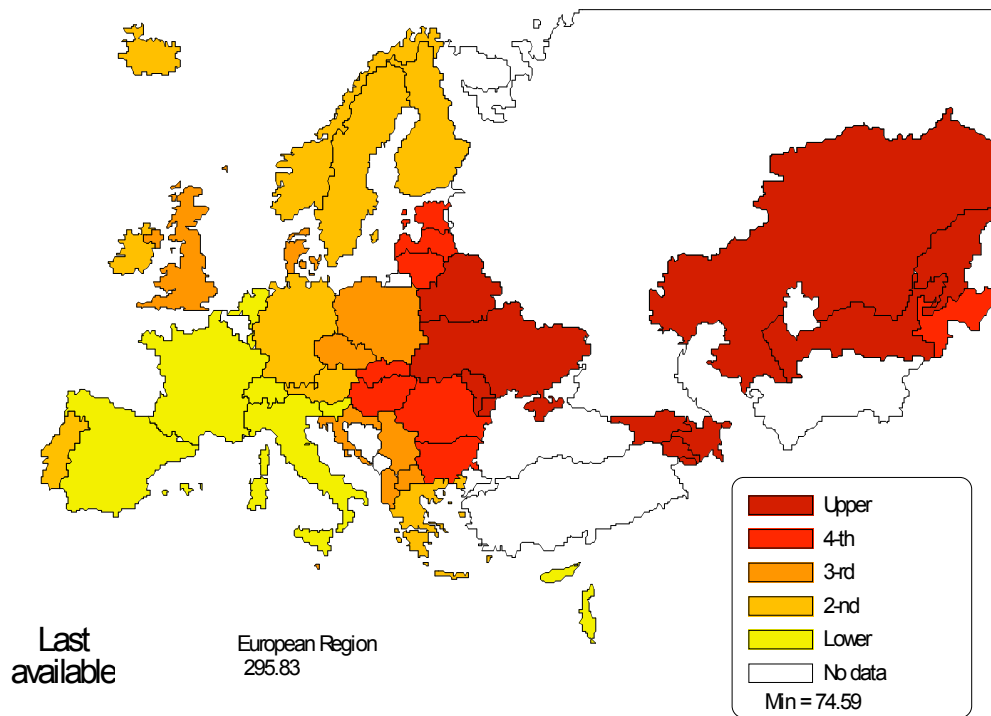 Upper
4-th
3-rd
2-nd
Lower
No data
Min = 74.59
Last
available
European Region
295.83